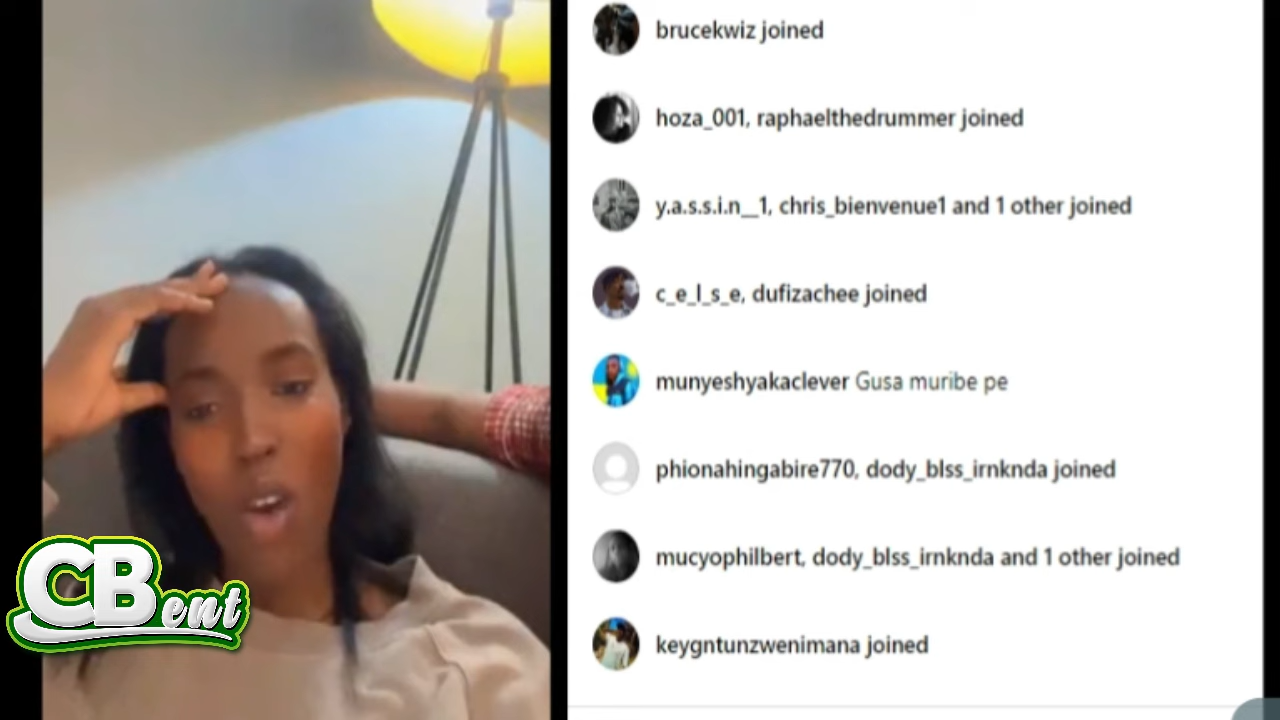 brucekwiz joined
hoza_001, raphaelthedrummer joined
y.a.s.s.i.n__1, chris_bienvenue1 and 1 other joined
c_e_l_s_e, dufizachee joined
munyeshyakaclever Gusa muribe pe
phionahingabire770, dody_blss_irnknda joined
mucyophilbert, dody_blss_irnknda and 1 other joined
keygntunzwenimana joined
CBent